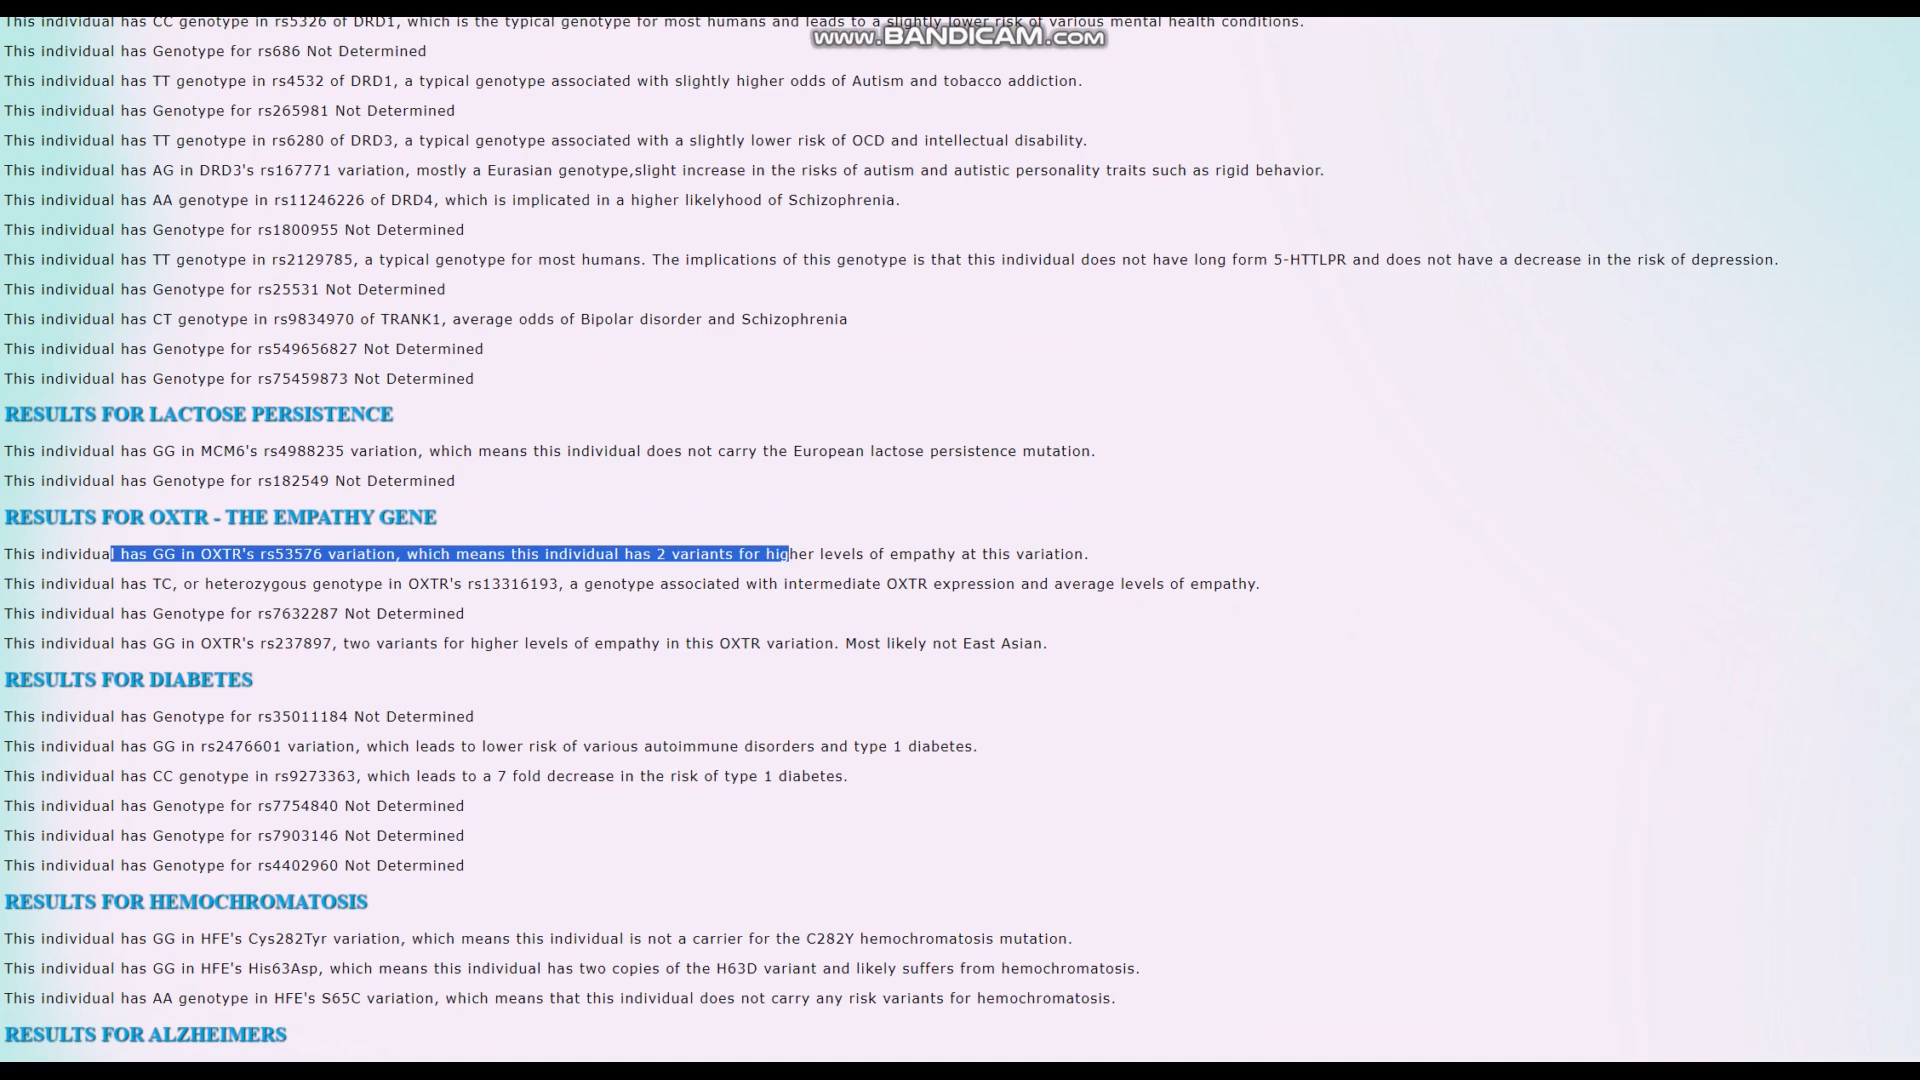 This individual has CC genotype in rs5326 of DRD1, which is the typical genotype for most humans and leads to a slightly lower risk of various mental health conditions.
www.BANDICAM.com
This individual has Genotype for rs686 Not Determined
This individual has TT genotype in rs4532 of DRD1, a typical genotype associated with slightly higher odds of Autism and tobacco addiction.
This individual has Genotype for rs265981 Not Determined
This individual has TT genotype in rs6280 of DRD3, a typical genotype associated with a slightly lower risk of OCD and intellectual disability.
This individual has AG in DRD3's rs167771 variation, mostly a Eurasian genotype,slight increase in the risks of autism and autistic personality traits such as rigid behavior.
This individual has AA genotype in rs11246226 of DRD4, which is implicated in a higher likelyhood of Schizophrenia.
This individual has Genotype for rs1800955 Not Determined
This individual has TT genotype in rs2129785, a typical genotype for most humans. The implications of this genotype is that this individual does not have long form 5-HTTLPR and does not have a decrease in the risk of depression.
This individual has Genotype for rs25531 Not Determined
This individual has CT genotype in rs9834970 of TRANK1, average odds of Bipolar disorder and Schizophrenia
This individual has Genotype for rs549656827 Not Determined
This individual has Genotype for rs75459873 Not Determined
RESULTS FOR LACTOSE PERSISTENCE
This individual has GG in MCM6's rs4988235 variation, which means this individual does not carry the European lactose persistence mutation.
This individual has Genotype for rs182549 Not Determined
RESULTS FOR OXTR - THE EMPATHY GENE
This individual has GG in OXTR's rs53576 variation, which means this individual has 2 variants for higher levels of empathy at this variation.
This individual has TC, or heterozygous genotype in OXTR's rs13316193, a genotype associated with intermediate OXTR expression and average levels of empathy.
This individual has Genotype for rs7632287 Not Determined
This individual has GG in OXTR's rs237897, two variants for higher levels of empathy in this OXTR variation. Most likely not East Asian.
RESULTS FOR DIABETES
This individual has Genotype for rs35011184 Not Determined
This individual has GG in rs2476601 variation, which leads to lower risk of various autoimmune disorders and type 1 diabetes.
This individual has CC genotype in rs9273363, which leads to a 7 fold decrease in the risk of type 1 diabetes.
This individual has Genotype for rs7754840 Not Determined
This individual has Genotype for rs7903146 Not Determined
This individual has Genotype for rs4402960 Not Determined
RESULTS FOR HEMOCHROMATOSIS
This individual has GG in HFE's Cys282Tyr variation, which means this individual is not a carrier for the C282Y hemochromatosis mutation.
This individual has GG in HFE's His63Asp, which means this individual has two copies of the H63D variant and likely suffers from hemochromatosis.
This individual has AA genotype in HFE's S65C variation, which means that this individual does not carry any risk variants for hemochromatosis.
RESULTS FOR ALZHEIMERS